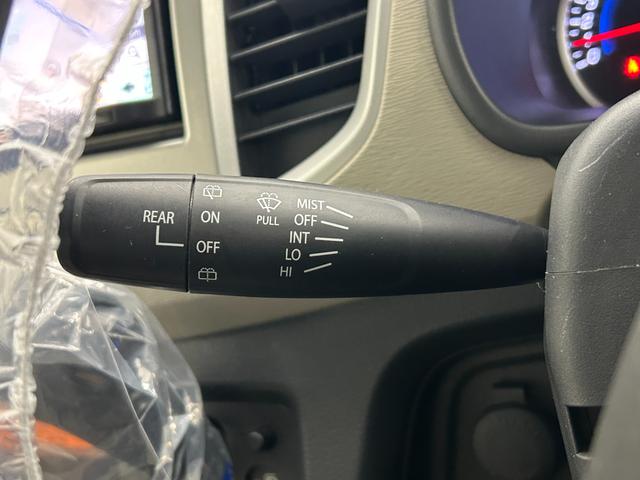 REAR
ON
OFF
PULL
MIST
OFF
INT
LO
HI